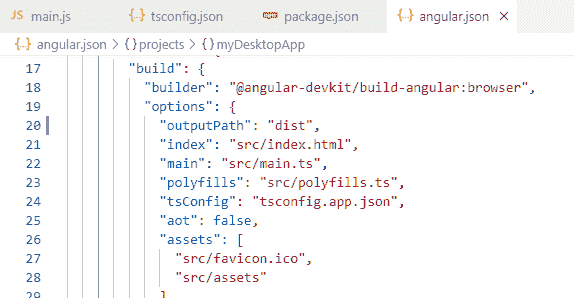 main.js tsconfig.json package.json angular.json
angular.json > {} projects > {} myDesktopApp
17 "build": {
18 "builder": "@angular-devkit/build-angular:browser",
19 "options": {
20 "outputPath": "dist",
21 "index": "src/index.html",
22 "main": "src/main.ts",
23 "polyfills": "src/polyfills.ts",
24 "tsConfig": "tsconfig.app.json",
25 "aot": false,
26 "assets": [
27 "src/favicon.ico",
28 "src/assets"
29 ]